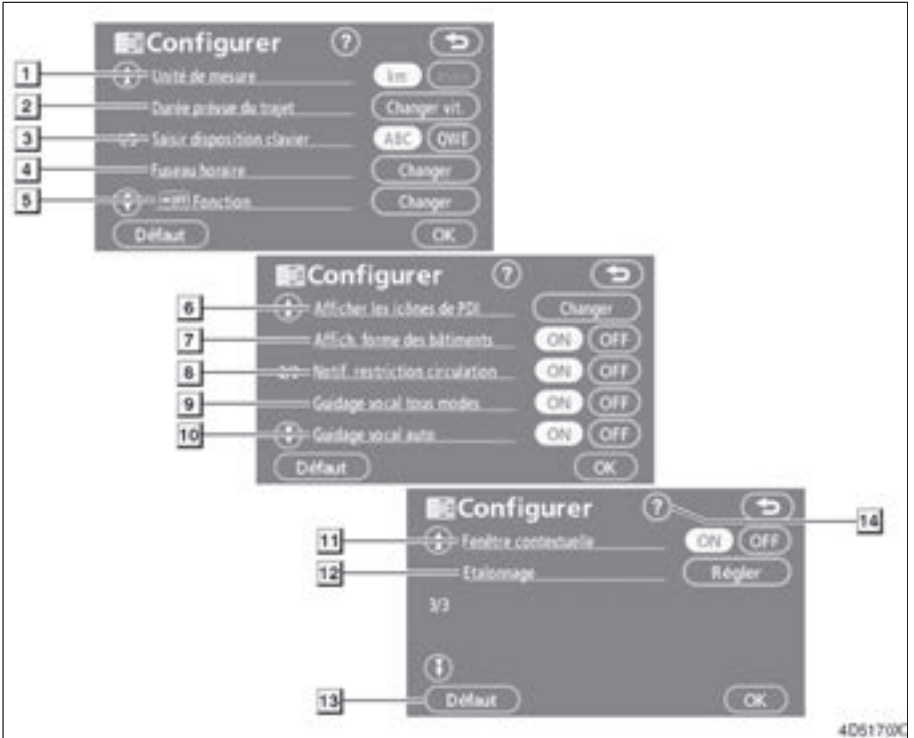 Configurer ?
1 Unité de mesure km
2 Durée prévue du trajet Changer vit.
3 Saisir disposition clavier ABC QWE
4 Fuseau horaire Changer
5 OFF Fonction Changer
Défaut OK
Configurer ?
6 Afficher les icônes de PDI Changer
7 Affich. forme des bâtiments ON OFF
8 Notif. restriction circulation ON OFF
9 Guidage vocal tous modes ON OFF
10 Guidage vocal auto ON OFF
Défaut OK
Configurer ? 14
11 Fenêtre contextuelle ON OFF
12 Etalonnage Régler
3/3
13 Défaut OK